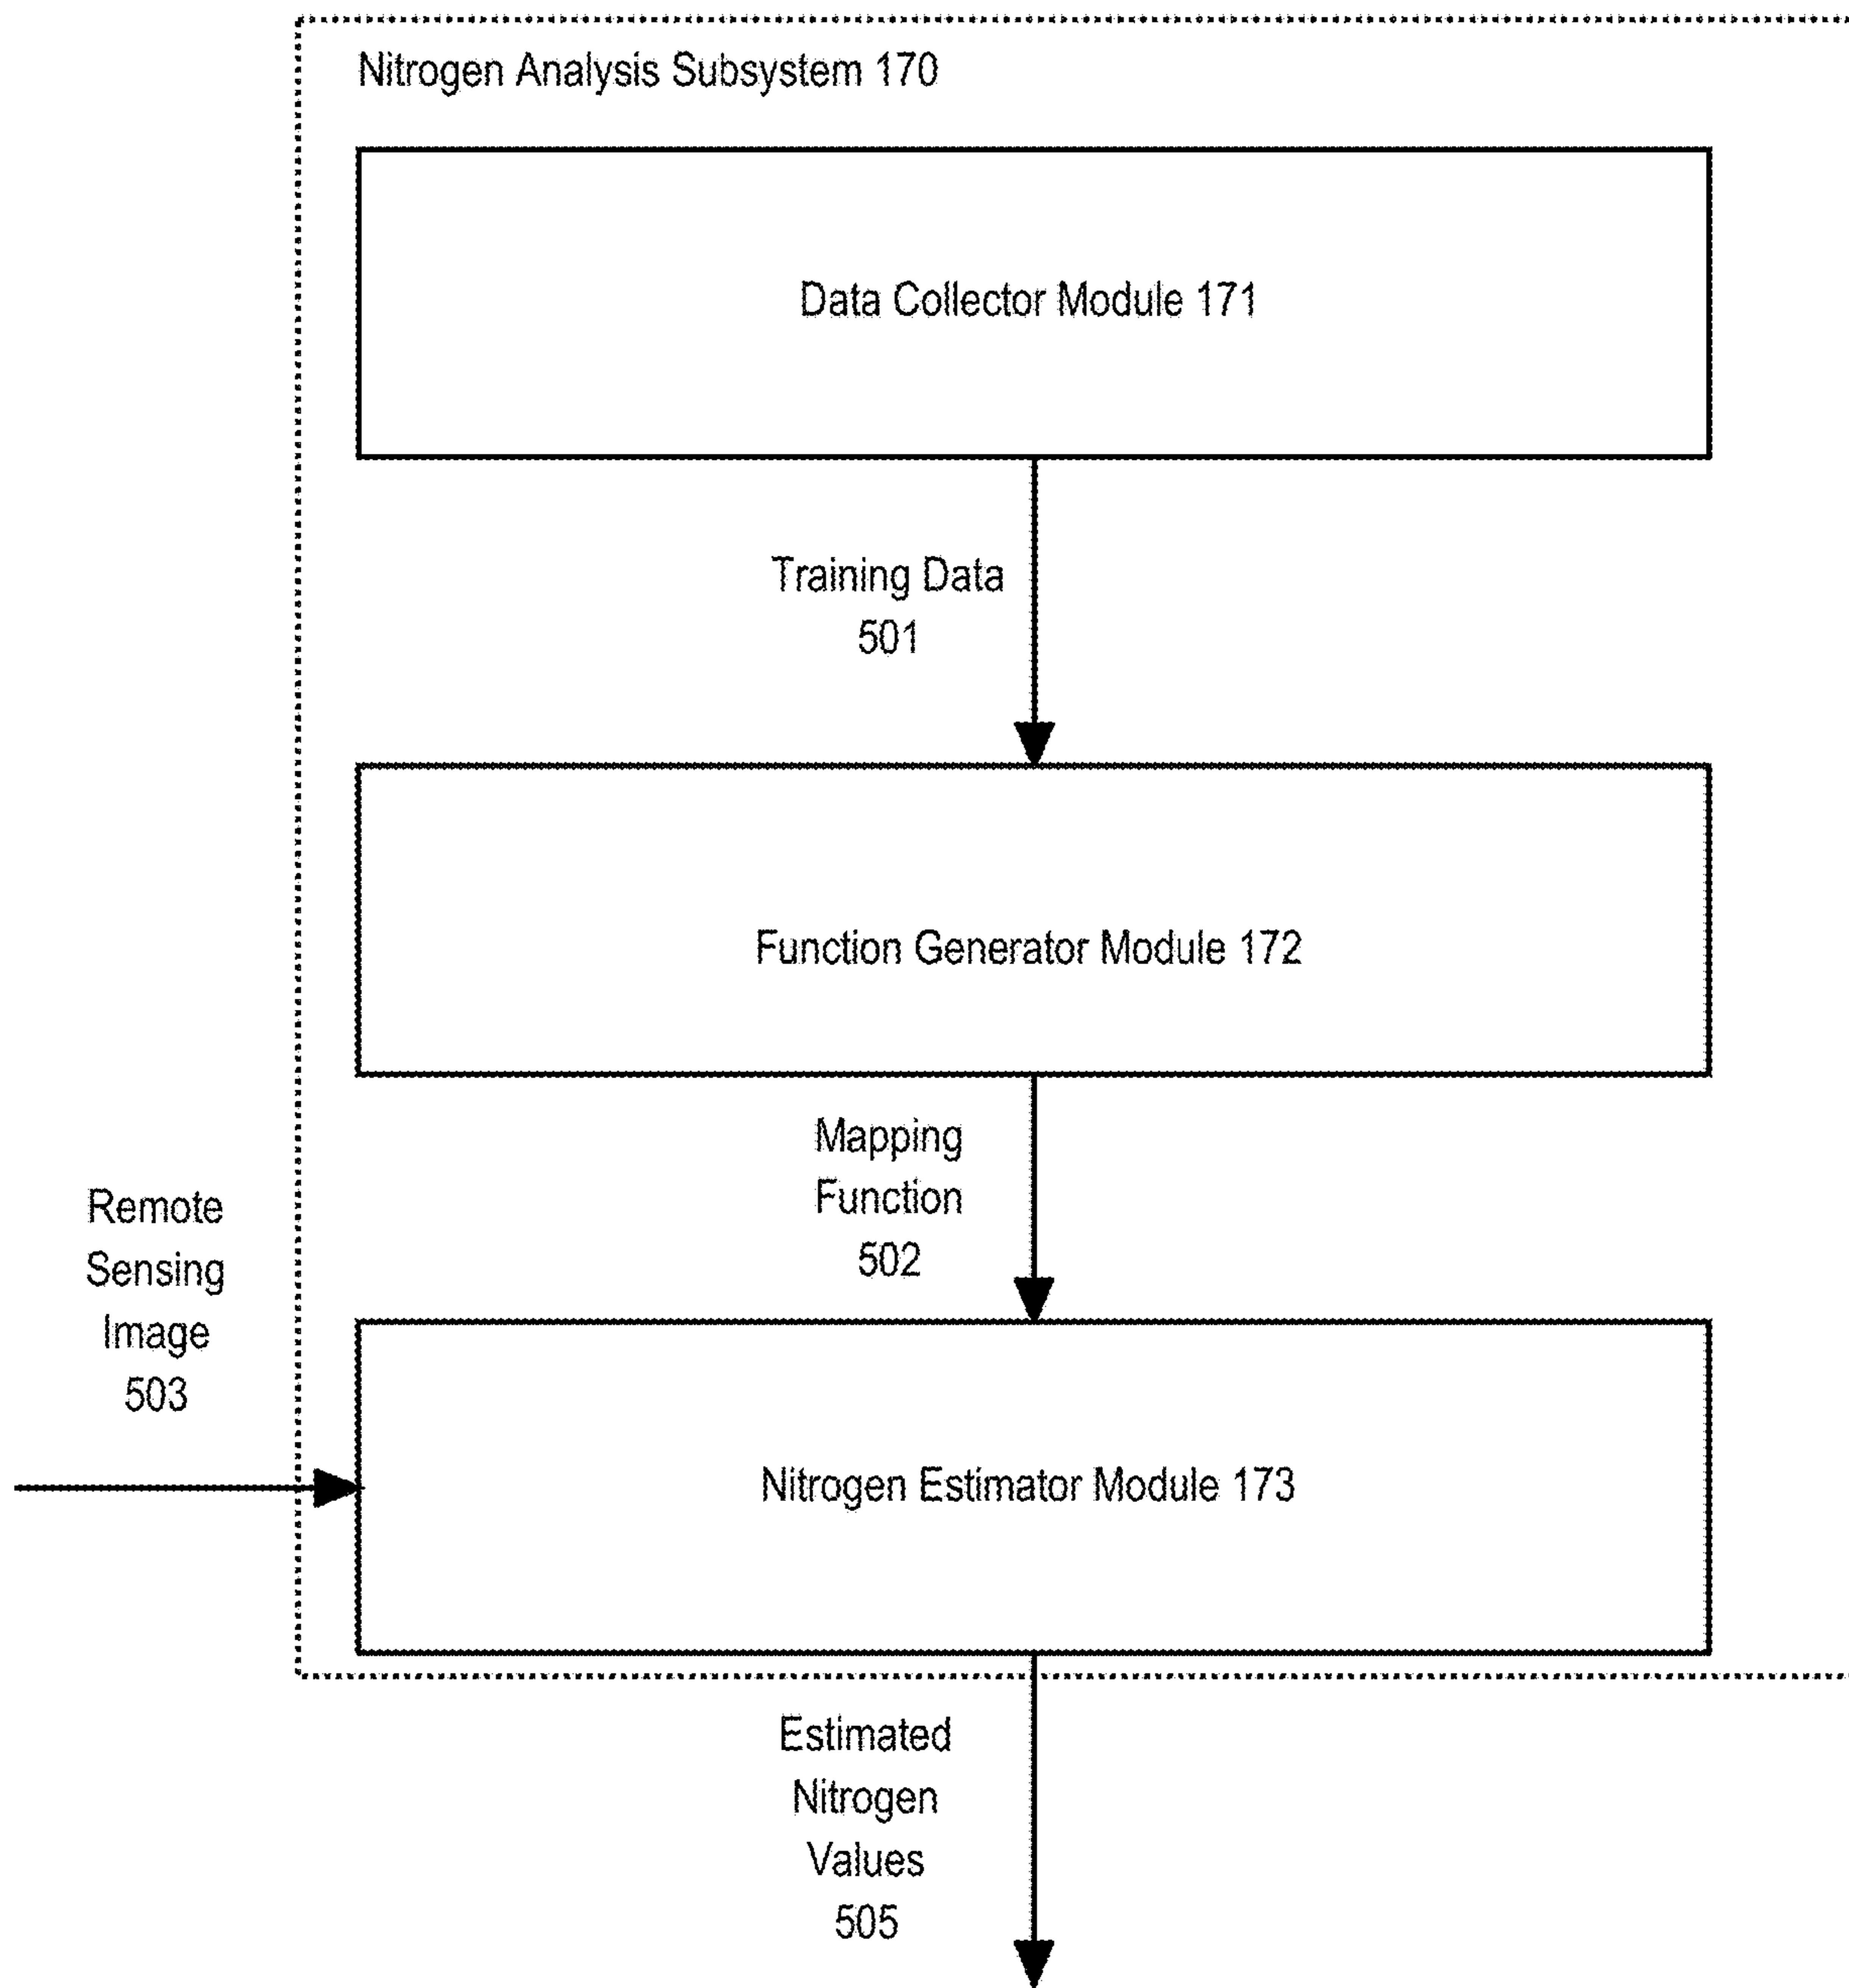 Nitrogen Analysis Subsystem 170
Data Collector Module 171
Training Data
501
Function Generator Module 172
Mapping
Function
502
Remote
Sensing
Image
503
Nitrogen Estimator Module 173
Estimated
Nitrogen
Values
505